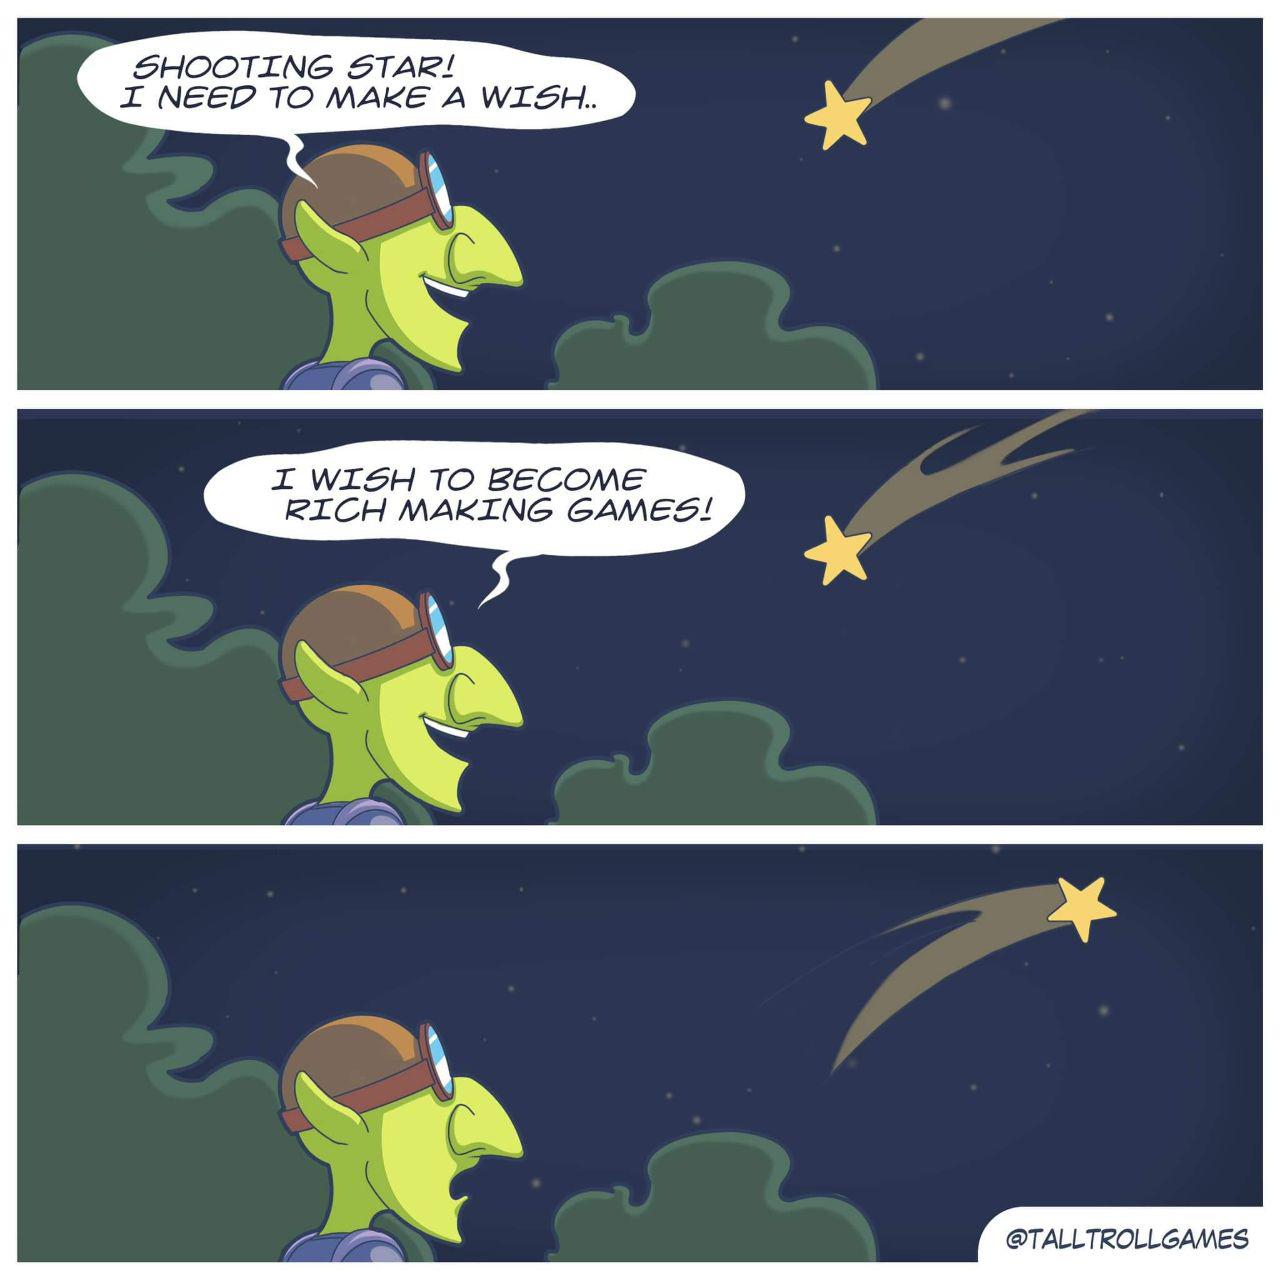 SHOOTING STAR!
I NEED TO MAKE A WISH..
I WISH TO BECOME
RICH MAKING GAMES!
@TALLTROLLGAMES